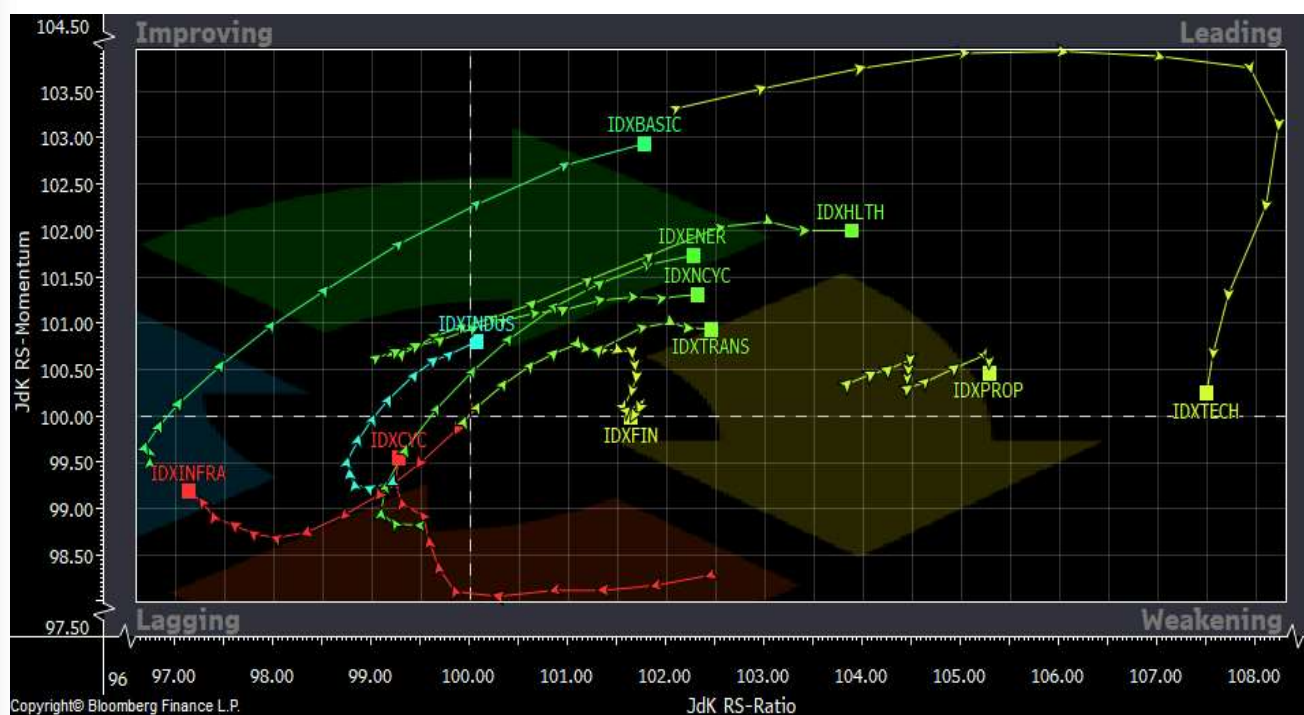 104.50
Improving
Leading
103.50
103.00
102.50
102.00
101.50
101.00
100.50
100.00
99.50
99.00
98.50
97.50
JdK RS-Momentum
IDXBASIC
IDXHLTH
IDXENER
IDXNCYC
IDXINDUS
IDXTRANS
IDXPROP
IDXTECH
IDXFIN
IDXCYC
IDXINFRA
Lagging
Weakening
96 97.00 98.00 99.00 100.00 101.00 102.00 103.00 104.00 105.00 106.00 107.00 108.00
Copyright© Bloomberg Finance L.P.
JdK RS-Ratio